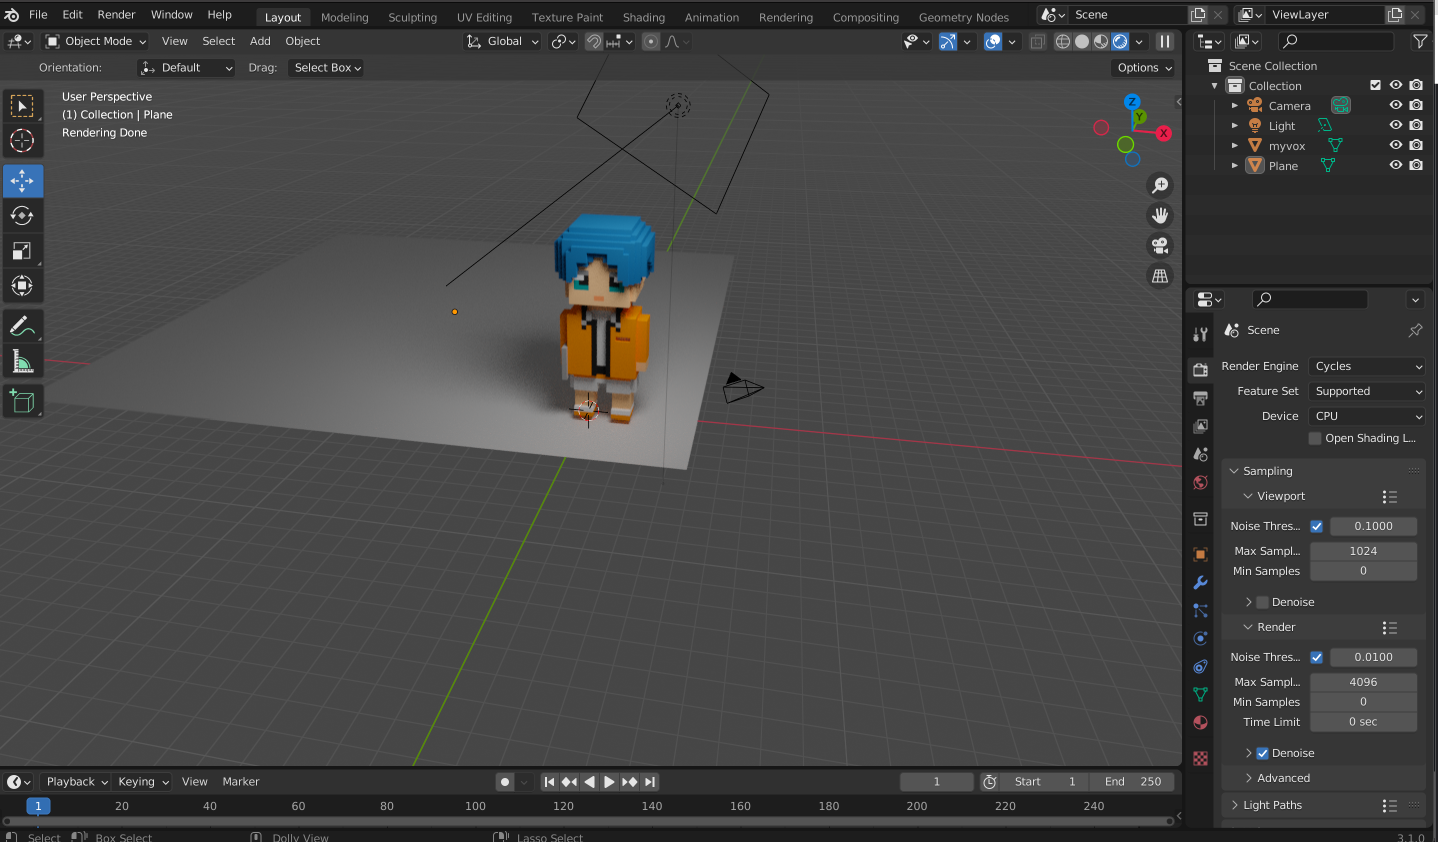 File Edit Render Window Help Layout Modeling Sculpting UV Editing Texture Paint Shading Animation Rendering Compositing Geometry Nodes Scene ViewLayer
Object Mode View Select Add Object Global
Orientation: Default Drag: Select Box Options
User Perspective
(1) Collection | Plane
Rendering Done
Z
Y
X
Scene Collection
Collection
Camera
Light
myvox
Plane
Scene
Render Engine Cycles
Feature Set Supported
Device CPU
Open Shading L...
Sampling
Viewport
Noise Thres... 0.1000
Max Sampl... 1024
Min Samples 0
Denoise
Render
Noise Thres... 0.0100
Max Sampl... 4096
Min Samples 0
Time Limit 0 sec
Denoise
Advanced
Light Paths
Playback Keying View Marker 1 Start 1 End 250
1 20 40 60 80 100 120 140 160 180 200 220 240
Select Box Select Dolly View Lasso Select 3.1.0